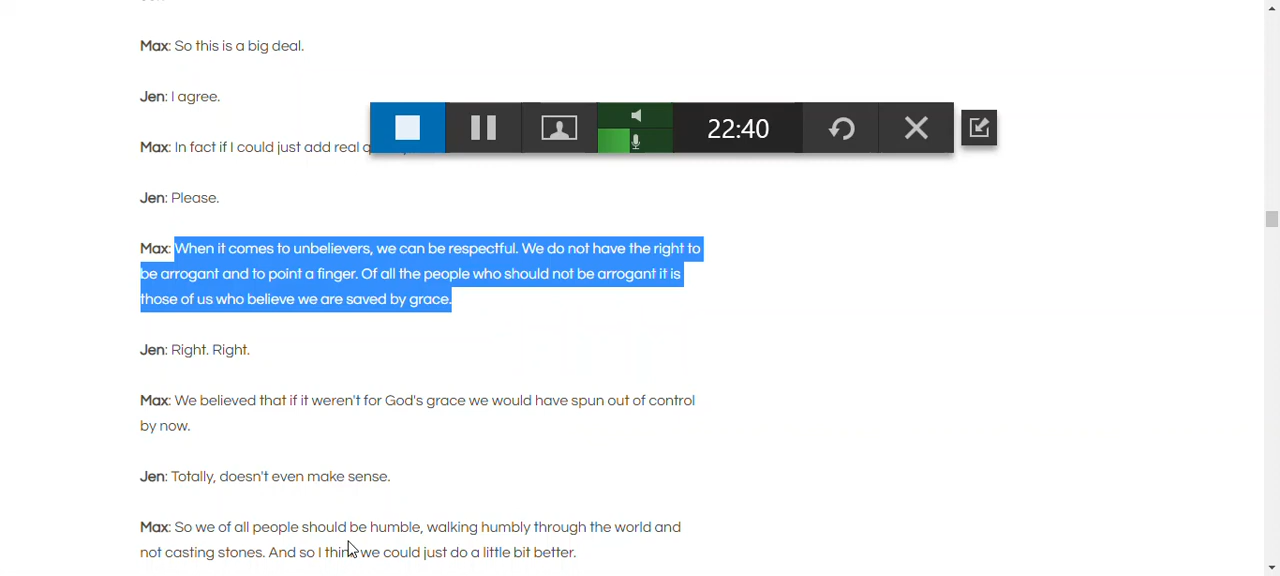 Max: So this is a big deal.
Jen: I agree.
22:40
Max: In fact if I could just add real
Jen: Please.
Max: When it comes to unbelievers, we can be respectful. We do not have the right to
be arrogant and to point a finger. Of all the people who should not be arrogant it is
those of us who believe we are saved by grace.
Jen: Right. Right.
Max: We believed that if it weren't for God's grace we would have spun out of control
by now.
Jen: Totally, doesn't even make sense.
Max: So we of all people should be humble, walking humbly through the world and
not casting stones. And so I think we could just do a little bit better.